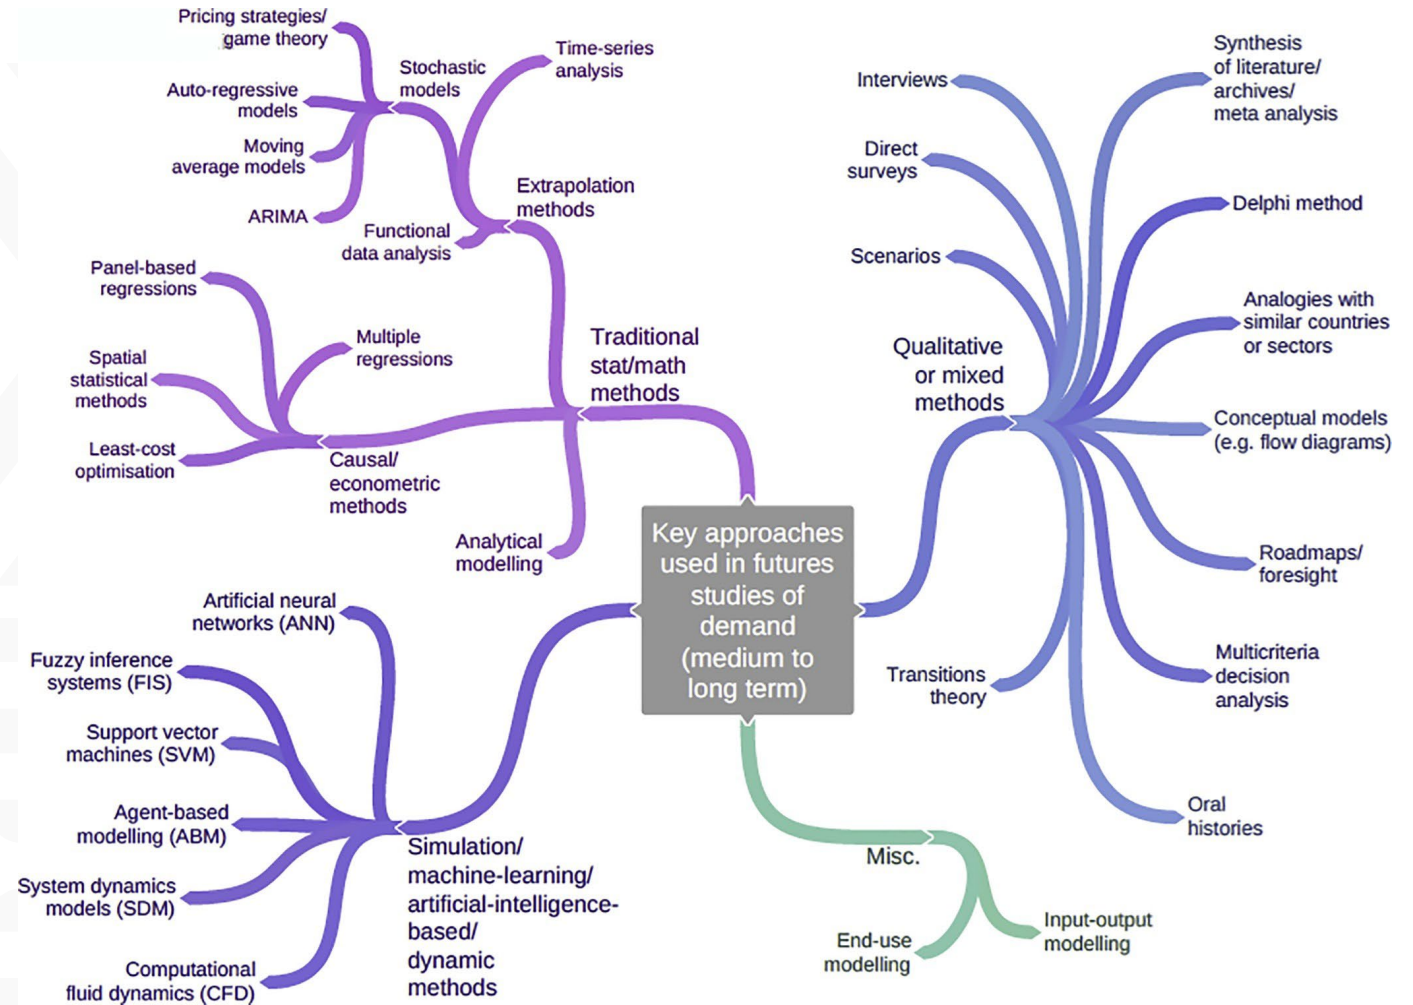 Pricing strategies/
game theory
Auto-regressive
models
Moving
average models
ARIMA
Stochastic
models
Time-series
analysis
Extrapolation
methods
Functional
data analysis
Panel-based
regressions
Multiple
regressions
Spatial
statistical
methods
Least-cost
optimisation
Causal/
econometric
methods
Traditional
stat/math
methods
Analytical
modelling
Key approaches
used in futures
studies of
demand
(medium to
long term)
Artificial neural
networks (ANN)
Fuzzy inference
systems (FIS)
Support vector
machines (SVM)
Agent-based
modelling (ABM)
System dynamics
models (SDM)
Computational
fluid dynamics (CFD)
Simulation/
machine-learning/
artificial-intelligence-
based/
dynamic
methods
Interviews
Direct
surveys
Scenarios
Qualitative
or mixed
methods
Synthesis
of literature/
archives/
meta analysis
Delphi method
Analogies with
similar countries
or sectors
Conceptual models
(e.g. flow diagrams)
Roadmaps/
foresight
Multicriteria
decision
analysis
Transitions
theory
Oral
histories
Misc.
End-use
modelling
Input-output
modelling